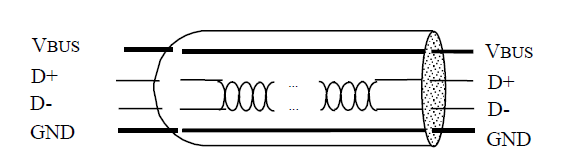 VBUS
D+
D-
GND
... 
...
VBUS
D+
D-
GND